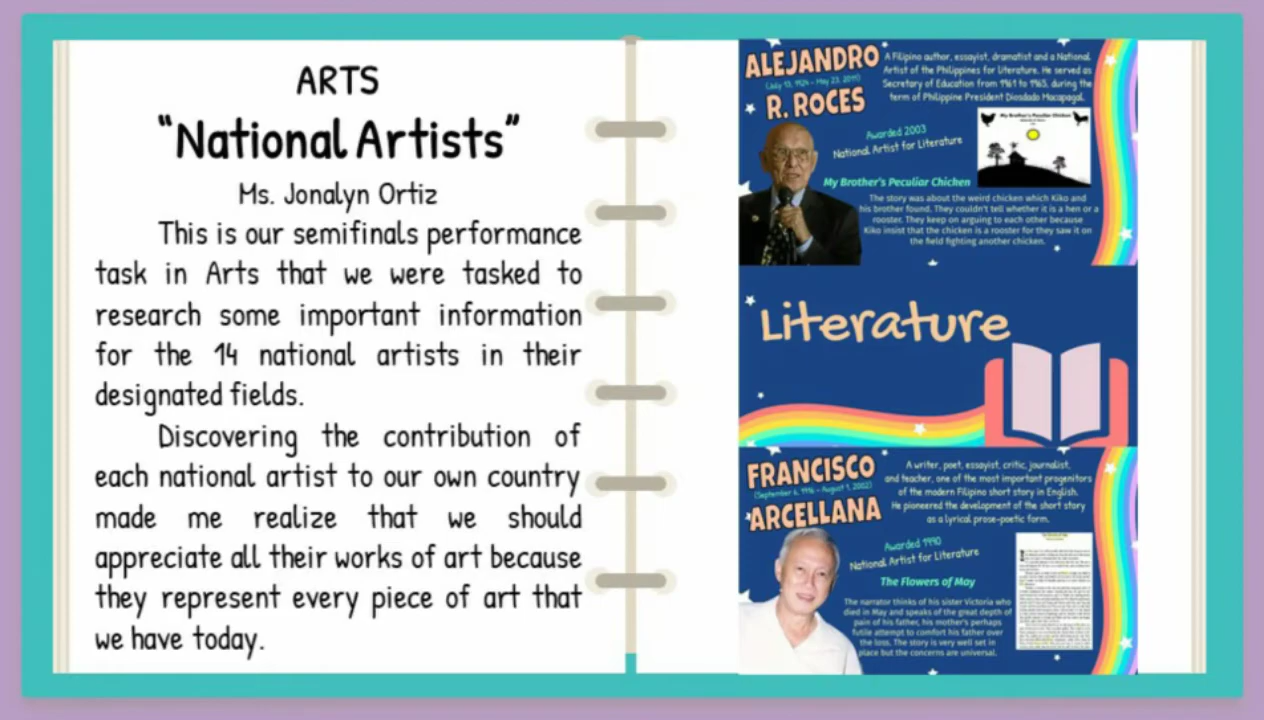 ARTS
“National Artists”
Ms. Jonalyn Ortiz
This is our semifinals performance
task in Arts that we were tasked to
research some important information
for the 14 national artists in their
designated fields.
Discovering the contribution of
each national artist to our own country
made me realize that we should
appreciate all their works of art because
they represent every piece of art that
we have today.
ALEJANDRO
(July 13, 1924 - May 23, 2011)
R. ROCES
A Filipino author, essayist, dramatist and a National
Artist of the Philippines for Literature. He served as
Secretary of Education from 1961 to 1965, during the
term of Philippine President Diosdado Macapagal.
Awarded 2003
National Artist for Literature
My Brother's Peculiar Chicken
My Brother's Peculiar Chicken
The story was about the weird chicken which Kiko and
his brother found. They couldn't tell whether it is a hen or a
rooster. They keep on arguing to each other because
Kiko insist that the chicken is a rooster for they saw it on
the field fighting another chicken.
Literature
FRANCISCO
(September 6, 1916 - August 1, 2002)
ARCELLANA
A writer, poet, essayist, critic, journalist,
and teacher, one of the most important progenitors
of the modern Filipino short story in English.
He pioneered the development of the short story
as a lyrical prose-poetic form.
Awarded 1990
National Artist for Literature
The Flowers of May
The narrator thinks of his sister Victoria who
died in May and speaks of the great depth of
pain of his father, his mother's perhaps
futile attempt to comfort his father over
the loss. The story is very well set in
place but the concerns are universal.